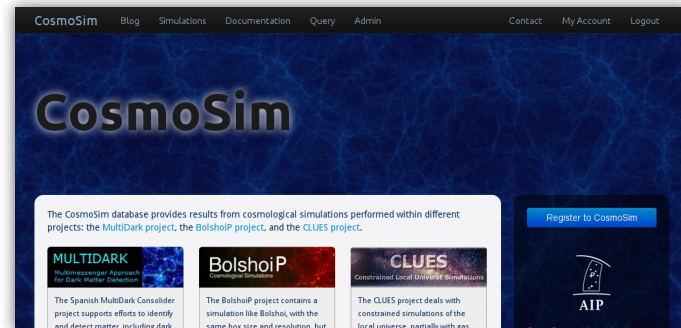 CosmoSim Blog Simulations Documentation Query Admin Contact My Account Logout
CosmoSim
The CosmoSim database provides results from cosmological simulations performed within different
projects: the MultiDark project, the BolshoiP project, and the CLUES project.
Register to CosmoSim
MULTIDARK
Multimessenger Approach
for Dark Matter Detection
The Spanish MultiDark Consolider
project supports efforts to identify
and detect matter, including dark
BolshoiP
Cosmological Simulations
The BolshoiP project contains a
simulation like Bolshoi, with the
same box size and resolution, but
CLUES
Constrained Local Universe Simulations
The CLUES project deals with
constrained simulations of the
local universe, partially with gas
AIP